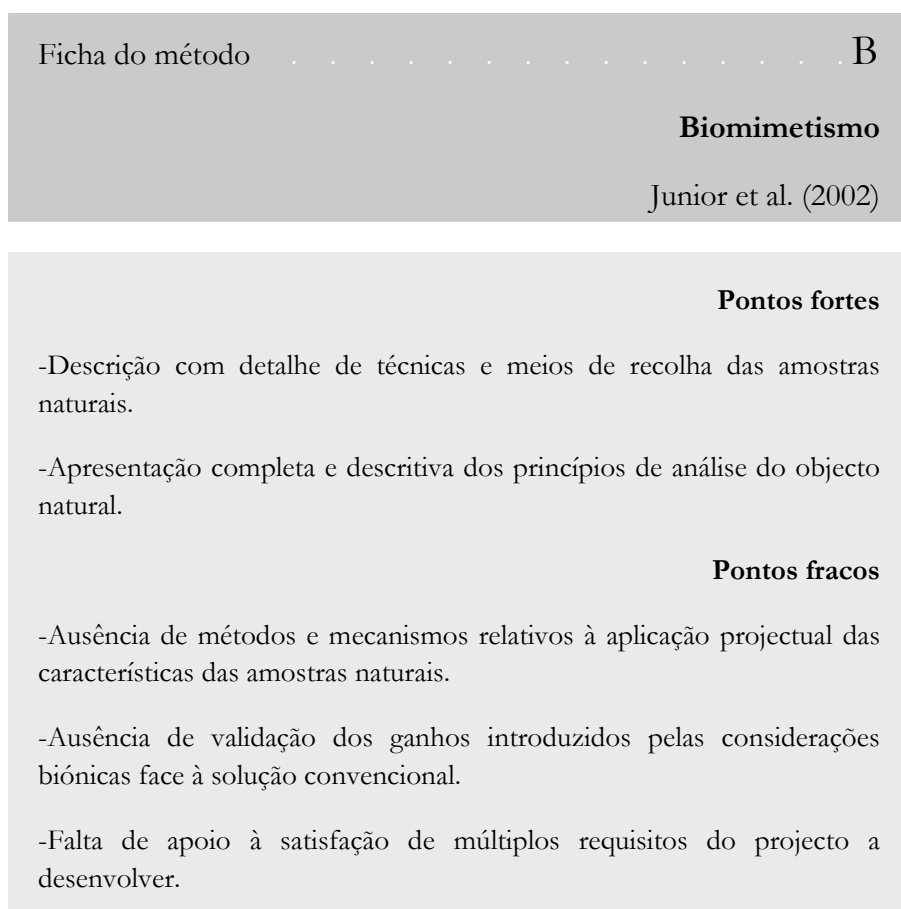 Ficha do método . . . . . . . . . . . . . . . B
Biomimetismo
Junior et al. (2002)
Pontos fortes
-Descrição com detalhe de técnicas e meios de recolha das amostras
naturais.
-Apresentação completa e descritiva dos princípios de análise do objecto
natural.
Pontos fracos
-Ausência de métodos e mecanismos relativos à aplicação projectual das
características das amostras naturais.
-Ausência de validação dos ganhos introduzidos pelas considerações
biónicas face à solução convencional.
-Falta de apoio à satisfação de múltiplos requisitos do projecto a
desenvolver.